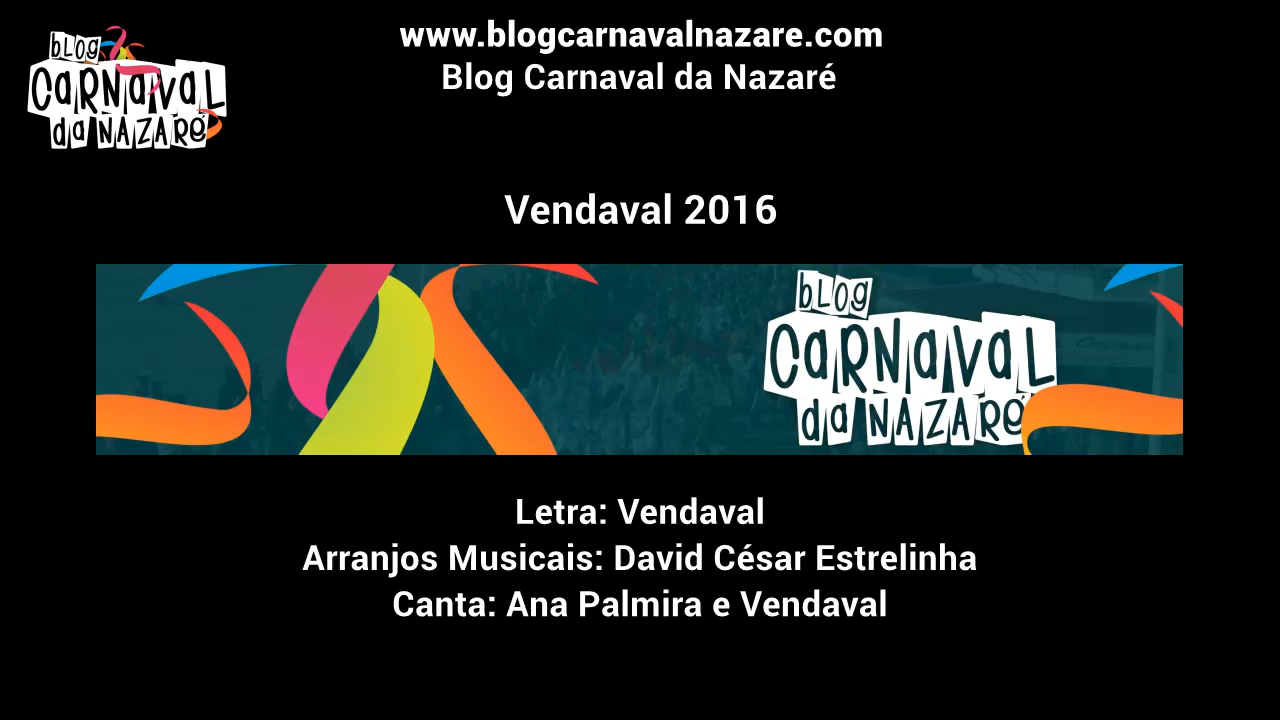 www.blogcarnavalnazare.com
Blog Carnaval da Nazaré
BLOG
CARNAVAL
da NAZARÉ
Vendaval 2016
BLOG
CARNAVAL
da NAZARÉ
Letra: Vendaval
Arranjos Musicais: David César Estrelinha
Canta: Ana Palmira e Vendaval